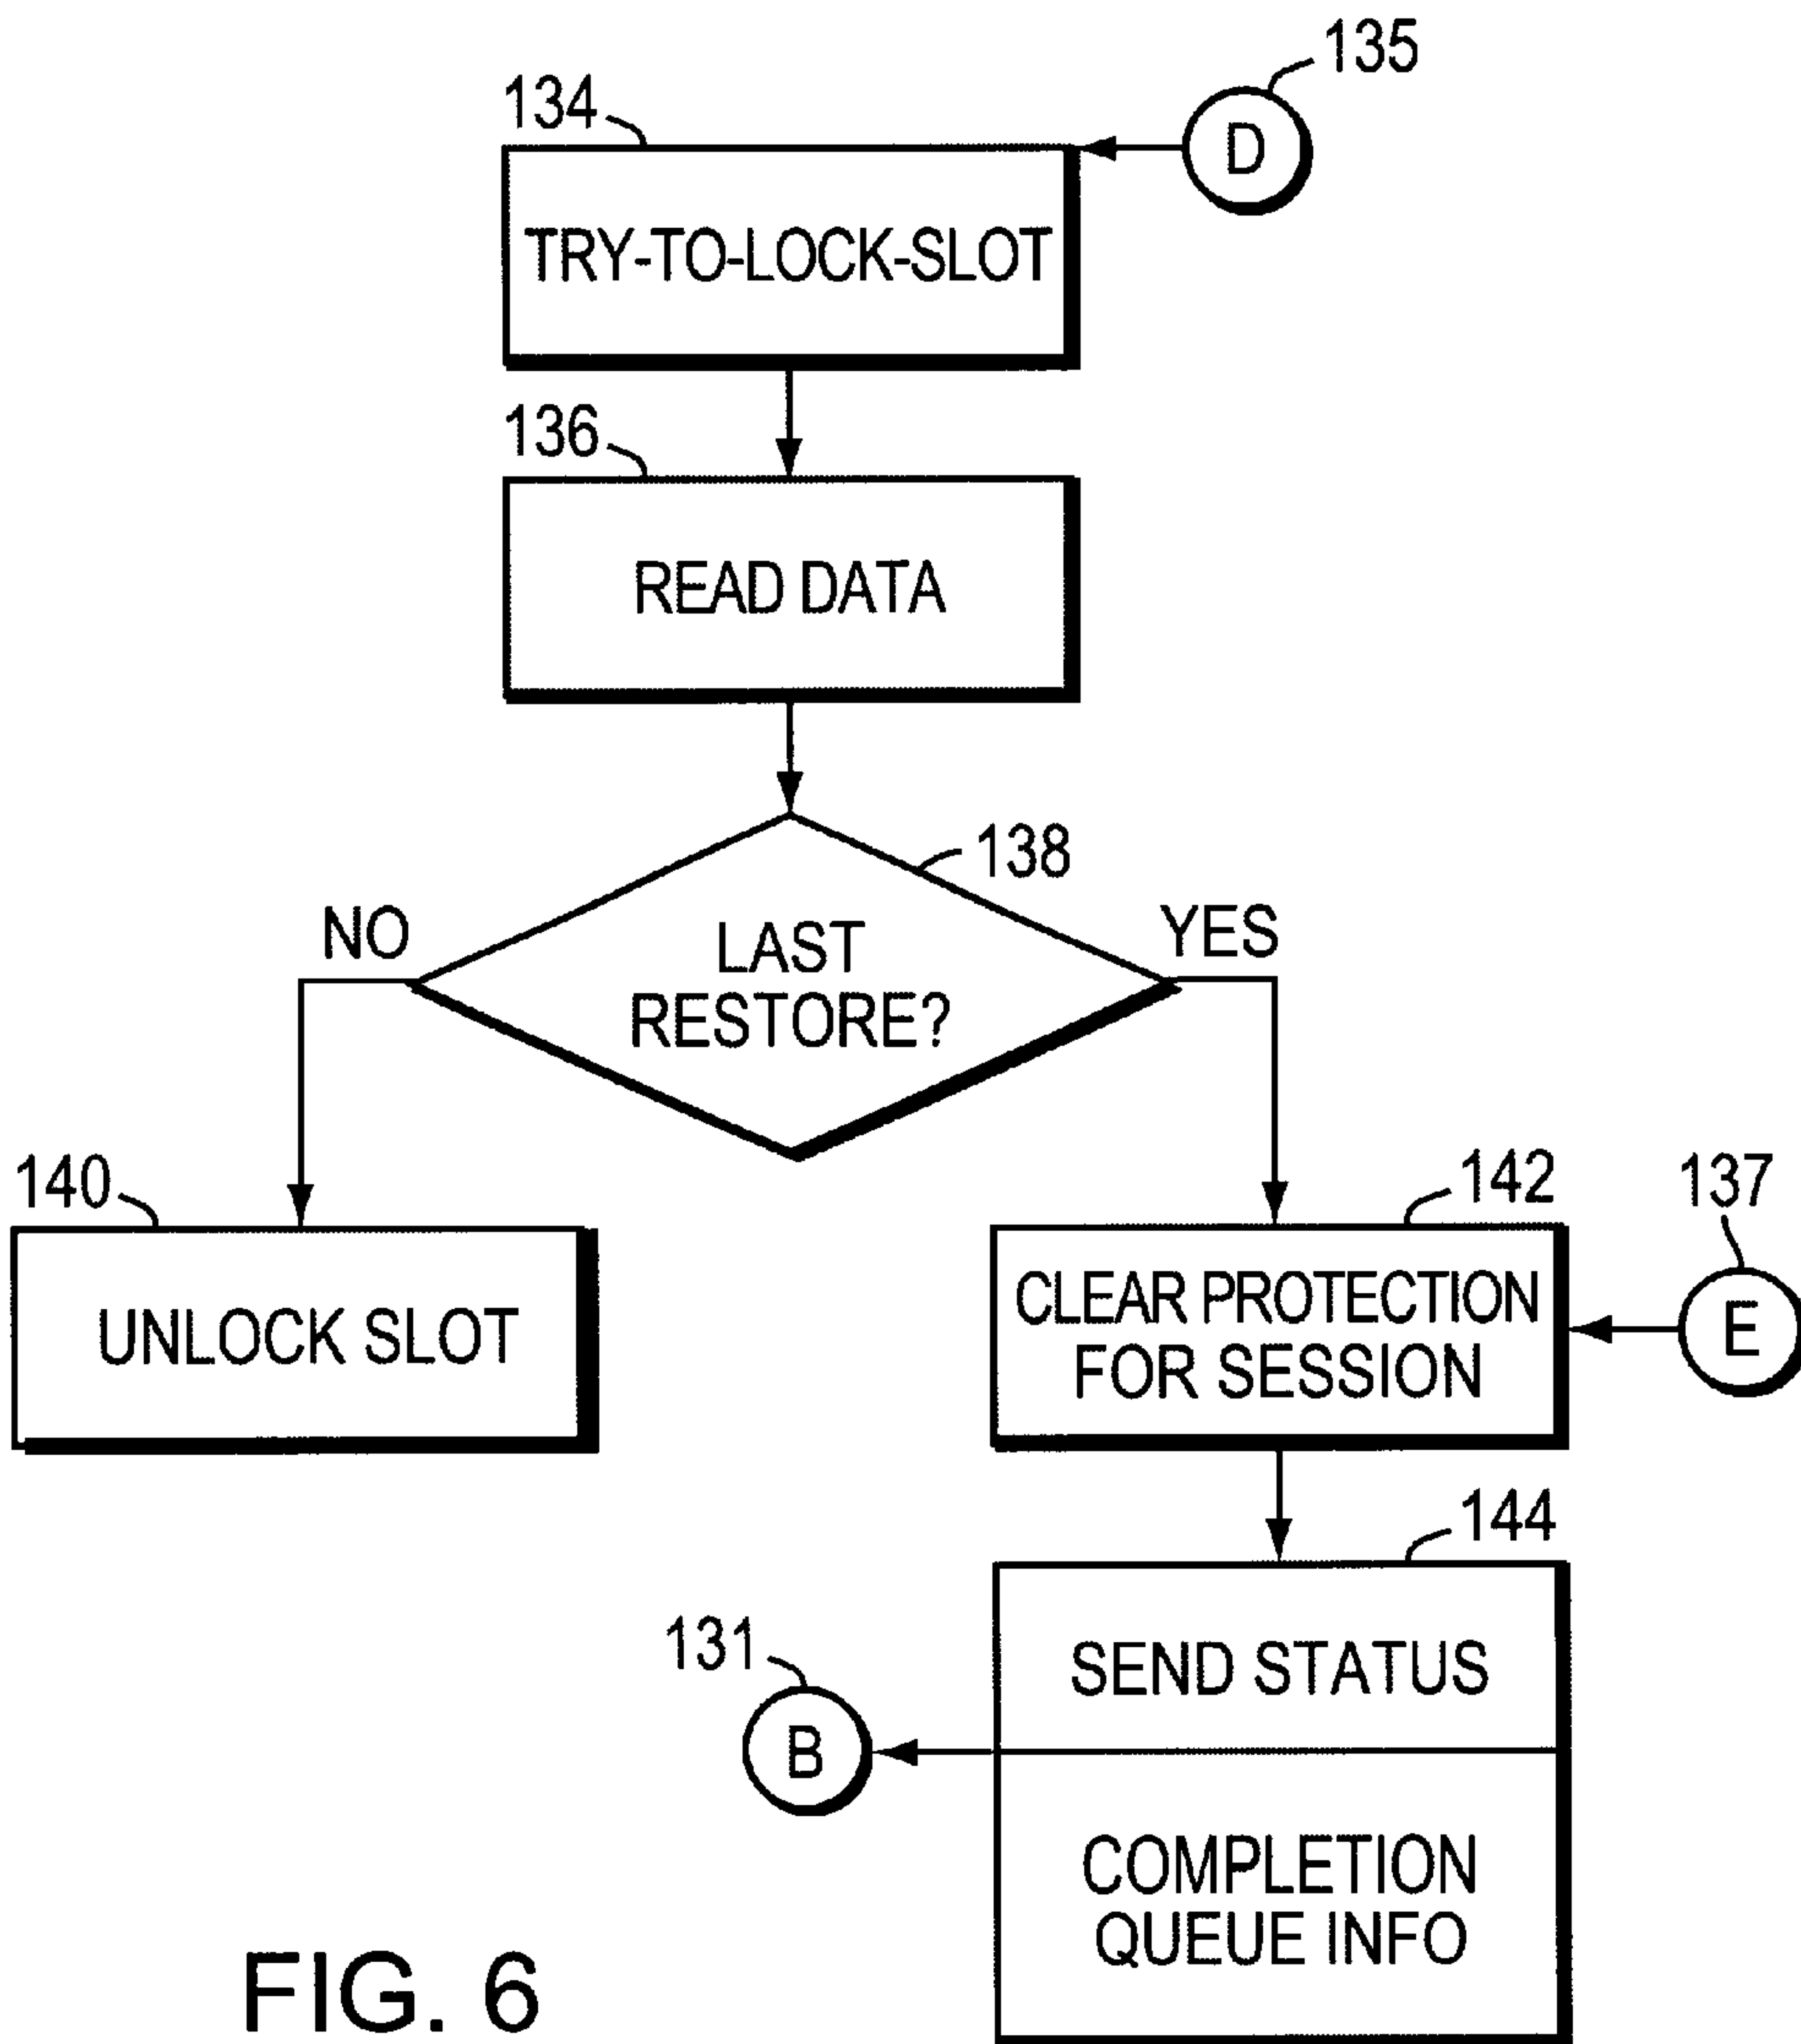 135
134
D
TRY-TO-LOCK-SLOT
136
READ DATA
138
NO
YES
LAST
RESTORE?
140
142
137
UNLOCK SLOT
CLEAR PROTECTION
FOR SESSION
E
144
131
SEND STATUS
B
COMPLETION
QUEUE INFO
FIG. 6